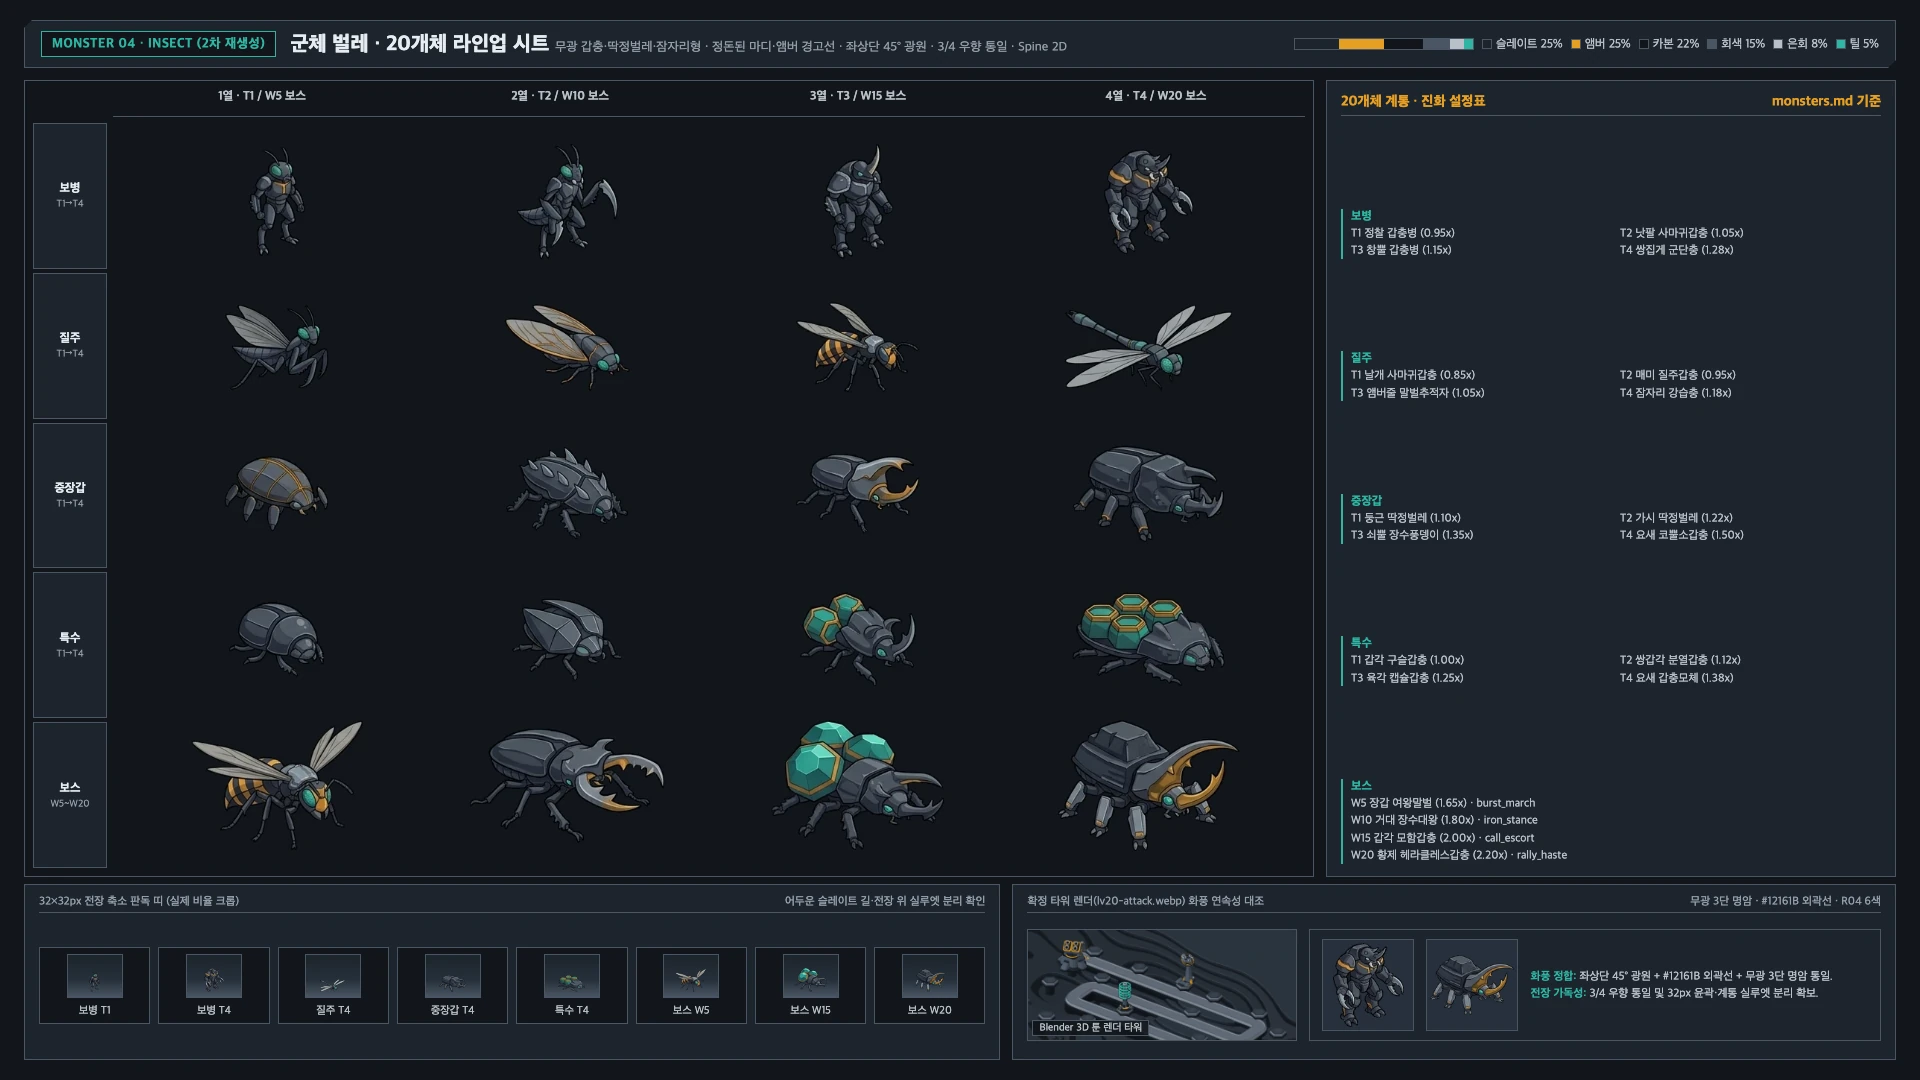 MONSTER 04 · INSECT (2차 재생성)
군체 벌레 · 20개체 라인업 시트
무광 갑충·딱정벌레·잠자리형 · 정돈된 마디·앰버 경고선 · 좌상단 45° 광원 · 3/4 우향 통일 · Spine 2D
슬레이트 25% 앰버 25% 카본 22% 회색 15% 은회 8% 틸 5%
1열 · T1 / W5 보스
2열 · T2 / W10 보스
3열 · T3 / W15 보스
4열 · T4 / W20 보스
보병
T1→T4
질주
T1→T4
중장갑
T1→T4
특수
T1→T4
보스
W5~W20
20개체 계통 · 진화 설정표
monsters.md 기준
보병
T1 정찰 갑충병 (0.95x)
T2 낫팔 사마귀갑충 (1.05x)
T3 창뿔 갑충병 (1.15x)
T4 쌍집게 군단충 (1.28x)
질주
T1 날개 사마귀갑충 (0.85x)
T2 매미 질주갑충 (0.95x)
T3 앰버줄 말벌추적자 (1.05x)
T4 잠자리 강습충 (1.18x)
중장갑
T1 둥근 딱정벌레 (1.10x)
T2 가시 딱정벌레 (1.22x)
T3 쇠뿔 장수풍뎅이 (1.35x)
T4 요새 코뿔소갑충 (1.50x)
특수
T1 갑각 구슬갑충 (1.00x)
T2 쌍갑각 분열갑충 (1.12x)
T3 육각 캡슐갑충 (1.25x)
T4 요새 갑충모체 (1.38x)
보스
W5 장갑 여왕말벌 (1.65x) · burst_march
W10 거대 장수대왕 (1.80x) · iron_stance
W15 갑각 모함갑충 (2.00x) · call_escort
W20 황제 헤라클레스갑충 (2.20x) · rally_haste
32×32px 전장 축소 판독 띠 (실제 비율 크롭)
어두운 슬레이트 길·전장 위 실루엣 분리 확인
보병 T1
보병 T4
질주 T4
중장갑 T4
특수 T4
보스 W5
보스 W15
보스 W20
확정 타워 렌더(lv20-attack.webp) 화풍 연속성 대조
무광 3단 명암 · #12161B 외곽선 · R04 6색
Blender 3D 툰 렌더 타워
화풍 정합: 좌상단 45° 광원 + #12161B 외곽선 + 무광 3단 명암 통일.
전장 가독성: 3/4 우향 통일 및 32px 윤곽·계통 실루엣 분리 확보.